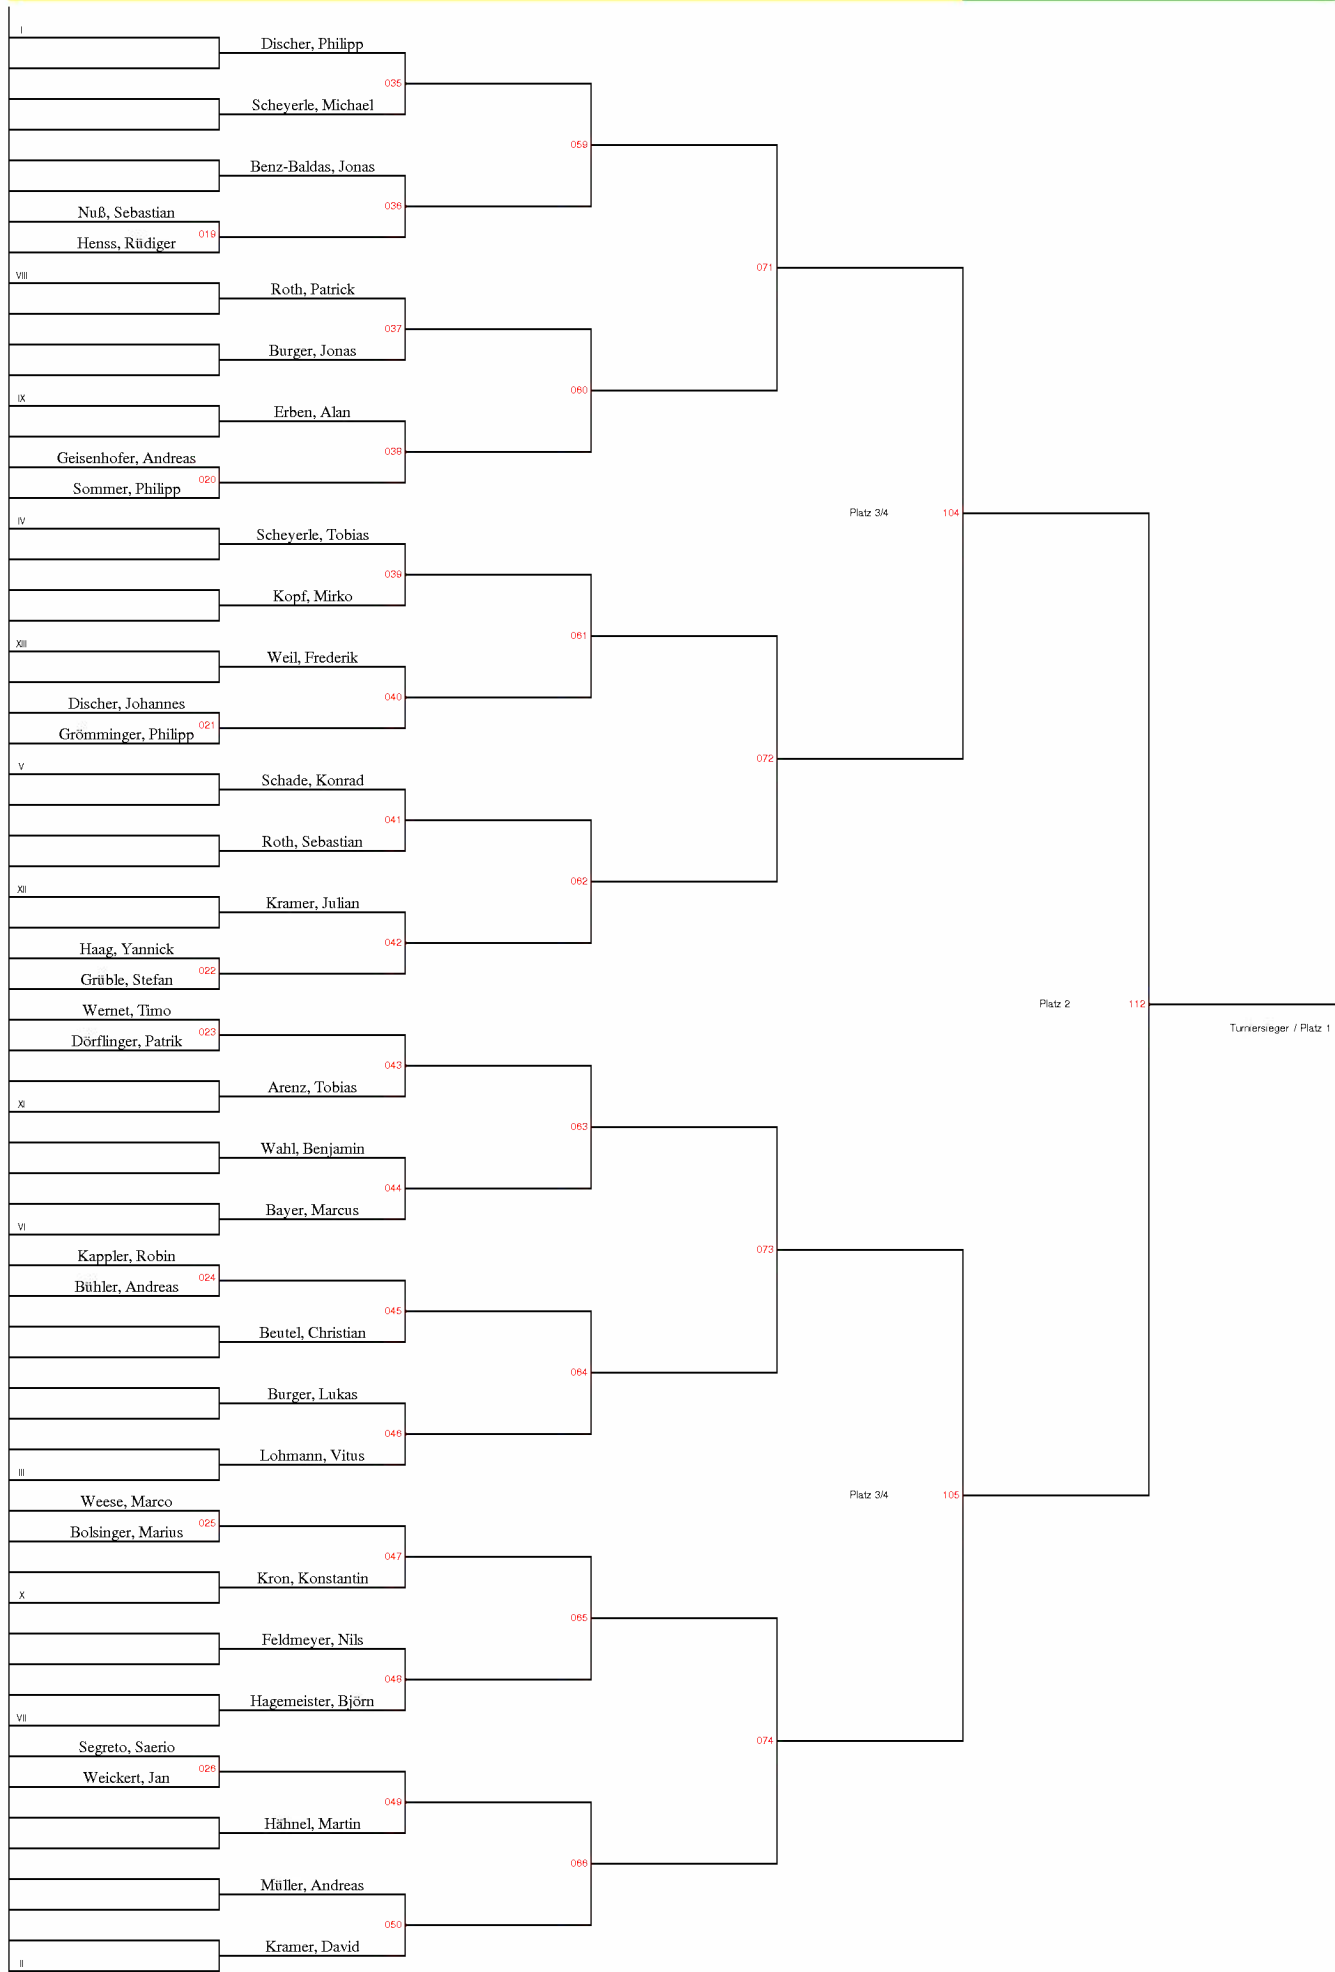 I
Discher, Philipp
035
Scheyerle, Michael
059
Benz-Baldas, Jonas
036
Nuß, Sebastian
019
Henss, Rüdiger
071
VIII
Roth, Patrick
037
Burger, Jonas
060
IX
Erben, Alan
038
Geisenhofer, Andreas
020
Sommer, Philipp
Platz 3/4 104
IV
Scheyerle, Tobias
039
Kopf, Mirko
061
XIII
Weil, Frederik
040
Discher, Johannes
021
Grömminger, Philipp
072
V
Schade, Konrad
041
Roth, Sebastian
062
XII
Kramer, Julian
042
Haag, Yannick
022
Grüble, Stefan
Platz 2 112
Wernet, Timo
Turniersieger / Platz 1
023
Dörflinger, Patrik
043
Arenz, Tobias
XI
063
Wahl, Benjamin
044
Bayer, Marcus
VI
073
Kappler, Robin
024
Bühler, Andreas
045
Beutel, Christian
064
Burger, Lukas
046
Lohmann, Vitus
III
Platz 3/4 105
Weese, Marco
025
Bolsinger, Marius
047
Kron, Konstantin
X
065
Feldmeyer, Nils
048
Hagemeister, Björn
VII
074
Segreto, Saerio
026
Weickert, Jan
049
Hähnel, Martin
066
Müller, Andreas
050
Kramer, David
II